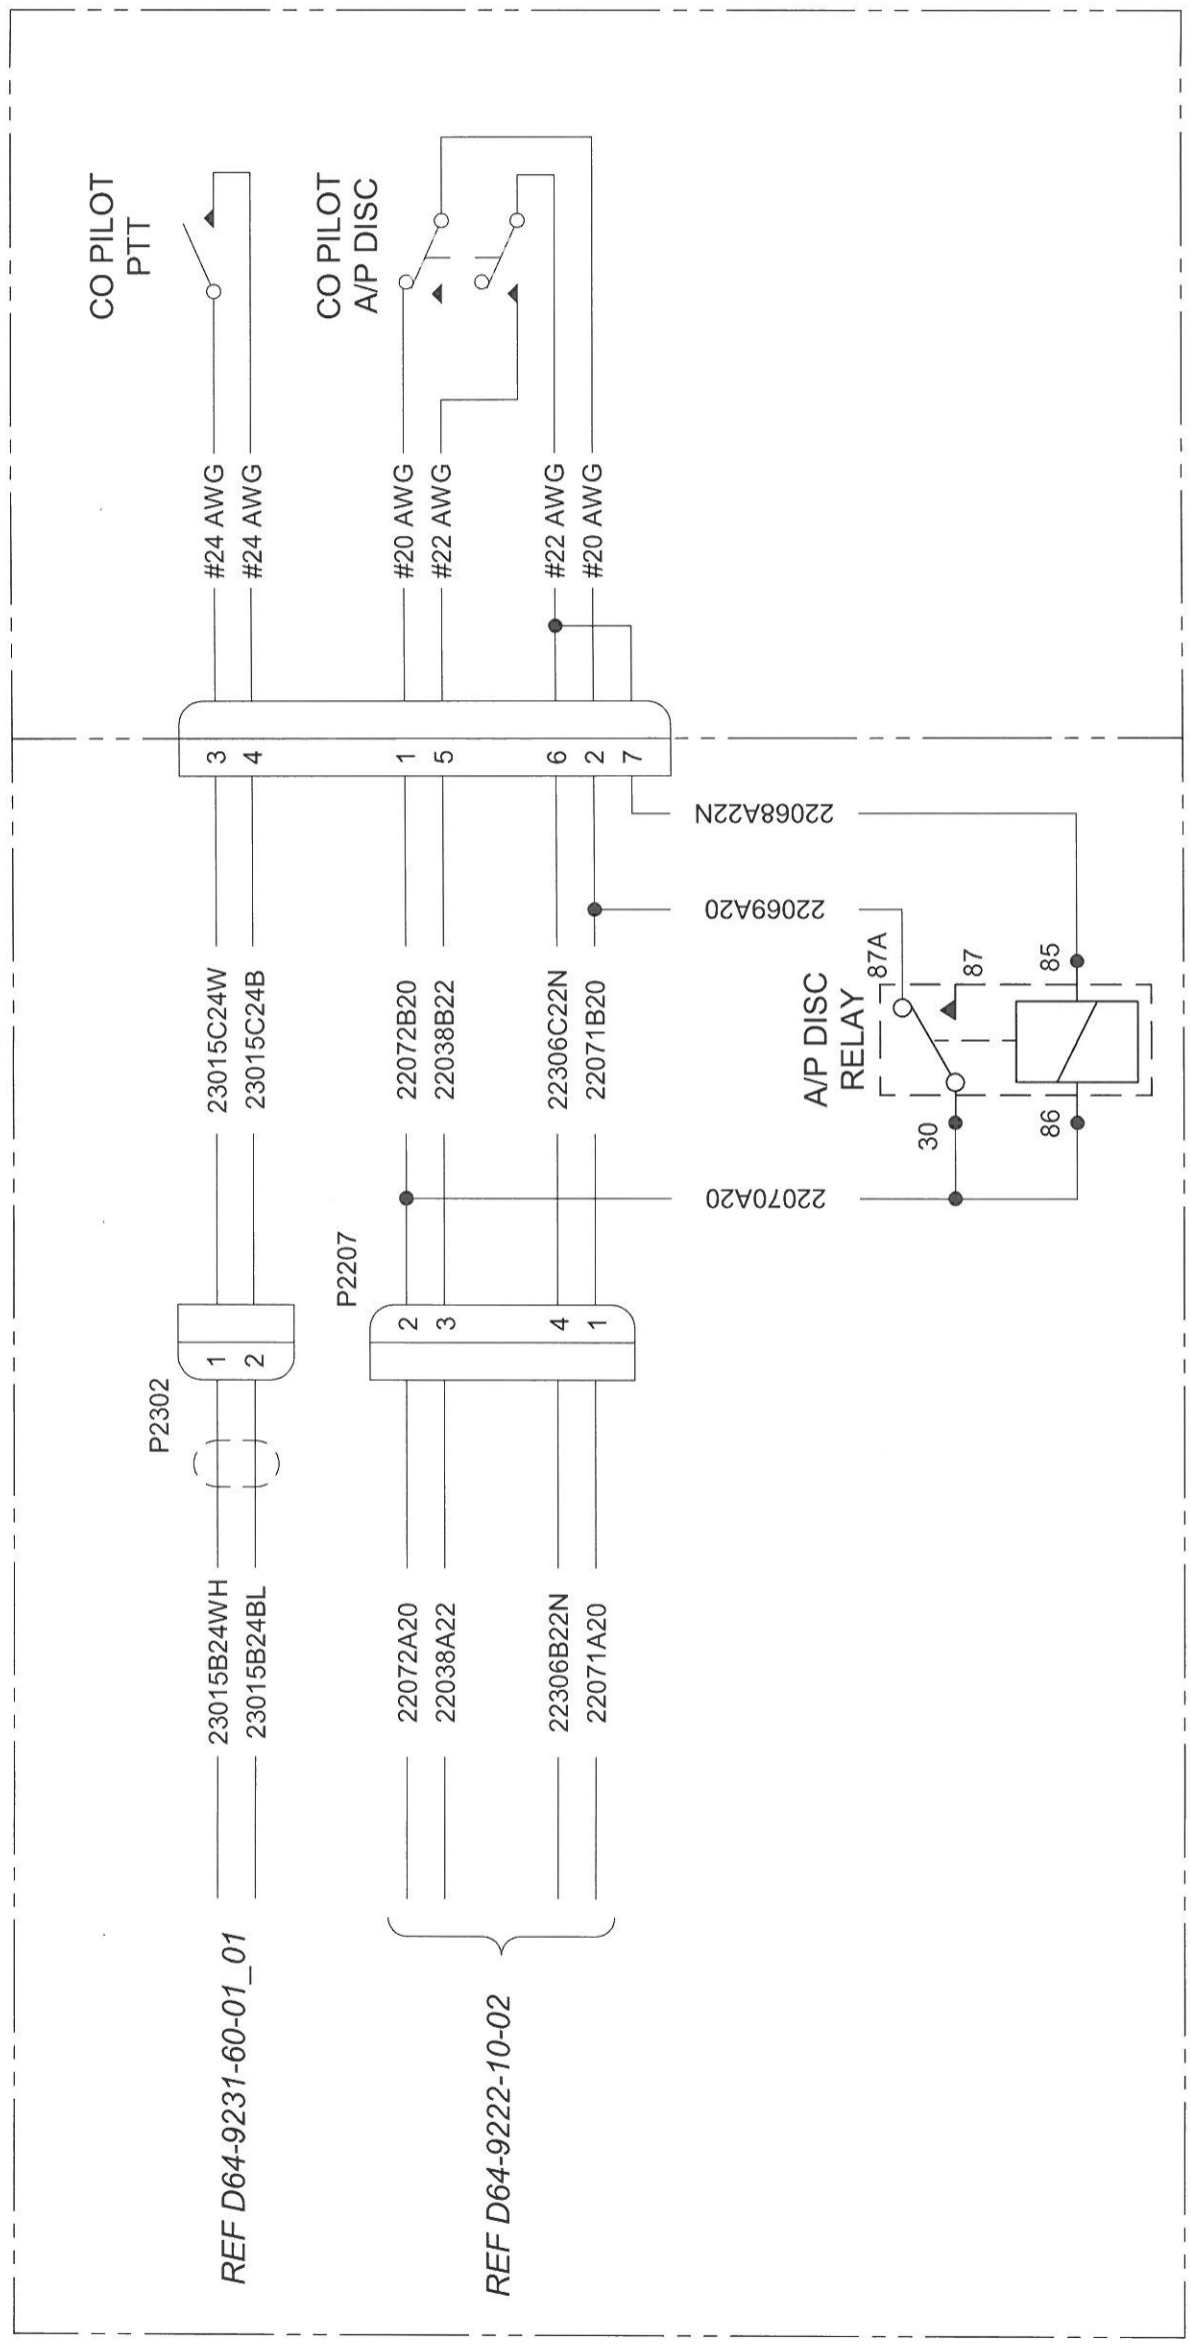 CO PILOT
PTT
CO PILOT
A/P DISC
#24 AWG
#24 AWG
#20 AWG
#22 AWG
#22 AWG
#20 AWG
3
4
1
5
6
2
7
23015C24W
23015C24B
22072B20
22038B22
22306C22N
22071B20
22068A22N
22069A20
22070A20
A/P DISC
RELAY
87A
87
85
30
86
P2302
1
2
P2207
2
3
4
1
23015B24WH
23015B24BL
22072A20
22038A22
22306B22N
22071A20
REF D64-9231-60-01_01
REF D64-9222-10-02